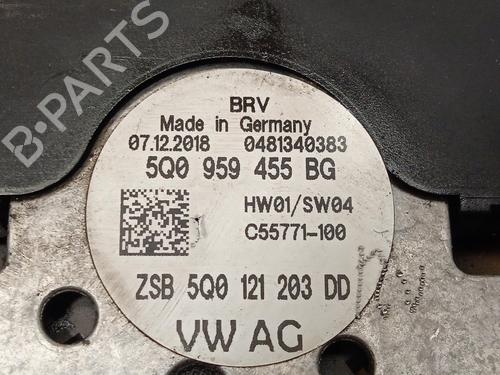 BRV
Made in Germany
07.12.2018 0481340383
5Q0 959 455 BG
HW01/SW04
C55771-100
ZSB 5Q0 121 203 DD
VW AG
B-PARTS